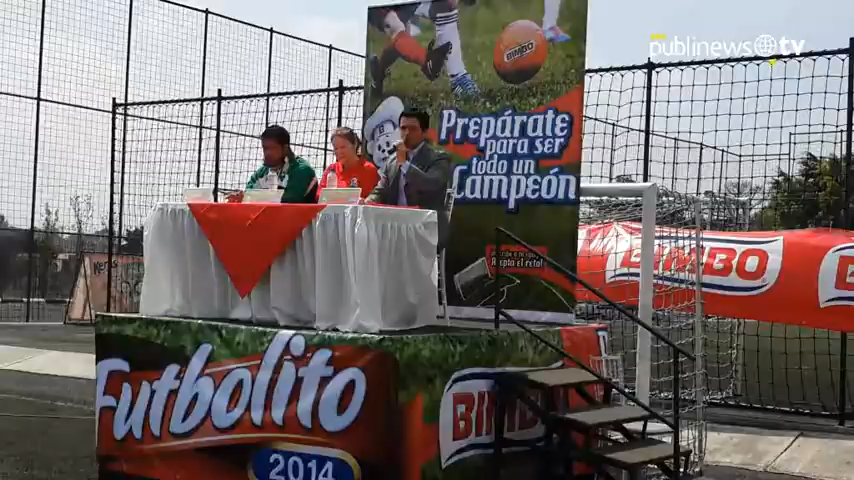 publinews tv
BIMBO
Prepárate
para ser
todo un
Campeón
Acepta el reto!
BIMBO
Futbolito
2014
BIMBO